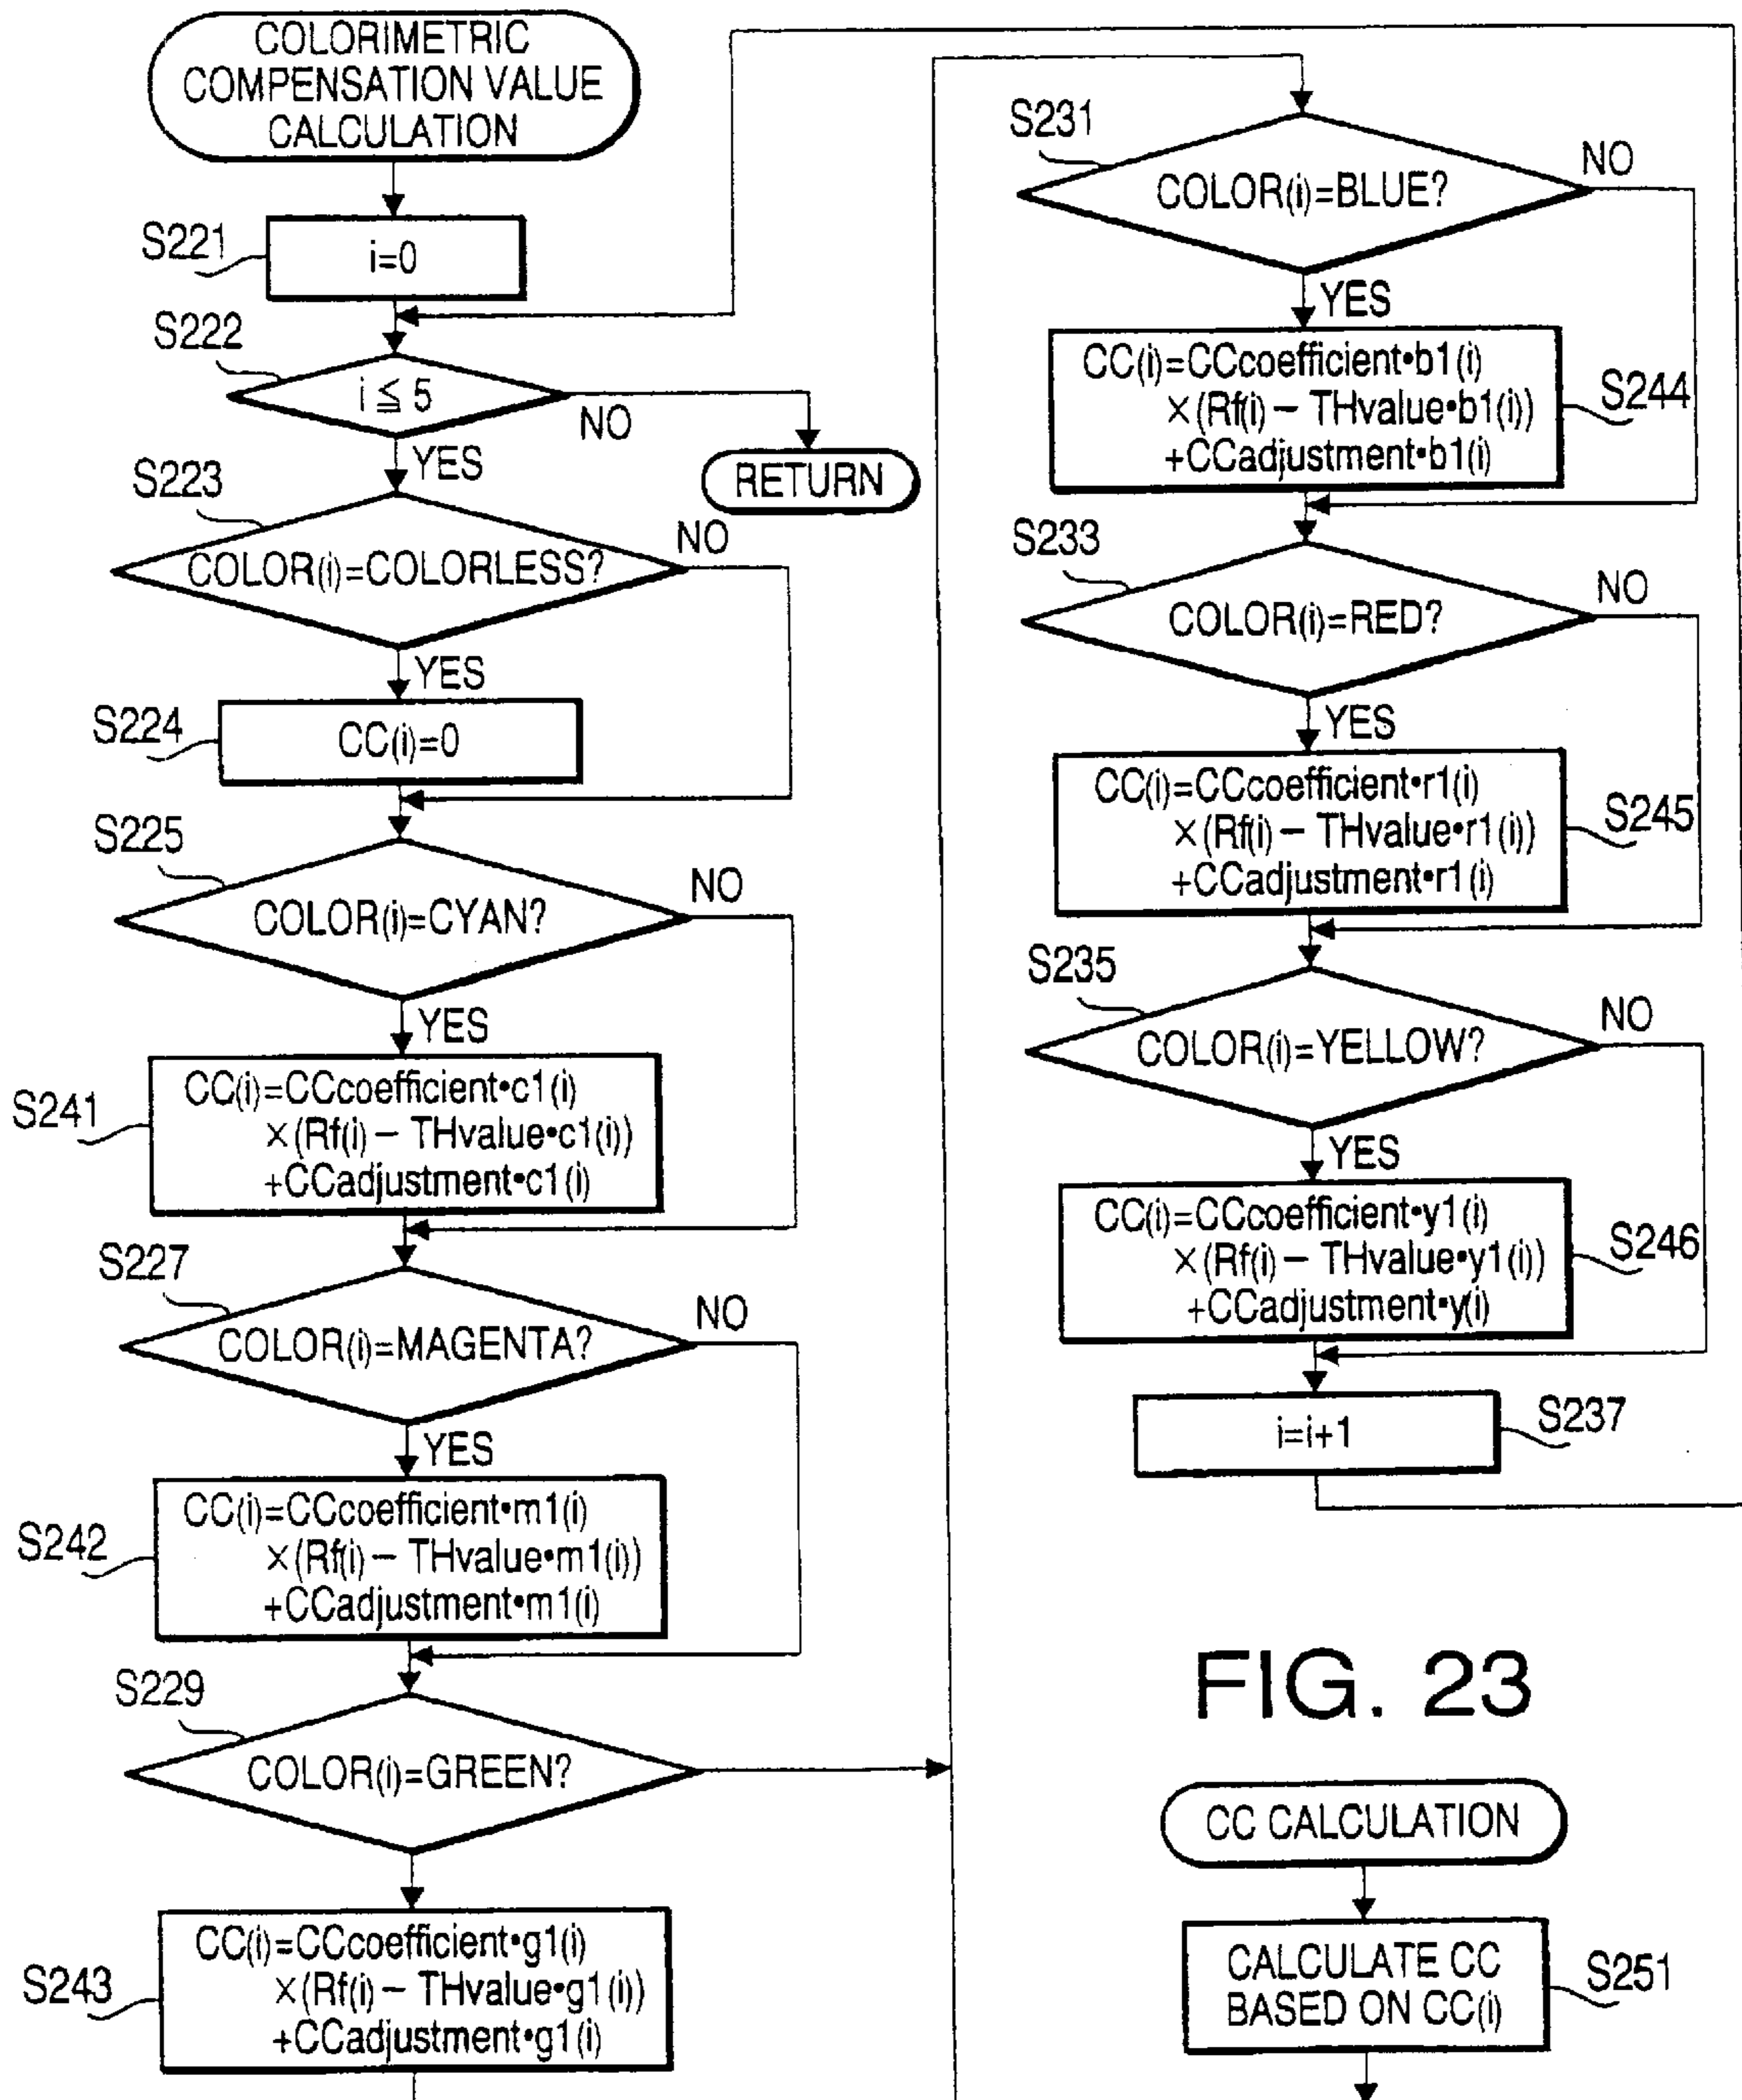 COLORIMETRIC
COMPENSATION VALUE
CALCULATION
S221
i=0
S222
i ≦ 5
NO
YES
RETURN
S223
COLOR(i)=COLORLESS?
NO
YES
S224
CC(i)=0
S225
COLOR(i)=CYAN?
NO
YES
S241
CC(i)=CCcoefficient•c1(i)
×(Rf(i) − THvalue•c1(i))
+CCadjustment•c1(i)
S227
COLOR(i)=MAGENTA?
NO
YES
S242
CC(i)=CCcoefficient•m1(i)
×(Rf(i) − THvalue•m1(i))
+CCadjustment•m1(i)
S229
COLOR(i)=GREEN?
S243
CC(i)=CCcoefficient•g1(i)
×(Rf(i) − THvalue•g1(i))
+CCadjustment•g1(i)
S231
COLOR(i)=BLUE?
NO
YES
CC(i)=CCcoefficient•b1(i)
×(Rf(i) − THvalue•b1(i))
+CCadjustment•b1(i)
S244
S233
COLOR(i)=RED?
NO
YES
CC(i)=CCcoefficient•r1(i)
×(Rf(i) − THvalue•r1(i))
+CCadjustment•r1(i)
S245
S235
COLOR(i)=YELLOW?
NO
YES
CC(i)=CCcoefficient•y1(i)
×(Rf(i) − THvalue•y1(i))
+CCadjustment•y(i)
S246
i=i+1
S237
FIG. 23
CC CALCULATION
CALCULATE CC
BASED ON CC(i)
S251